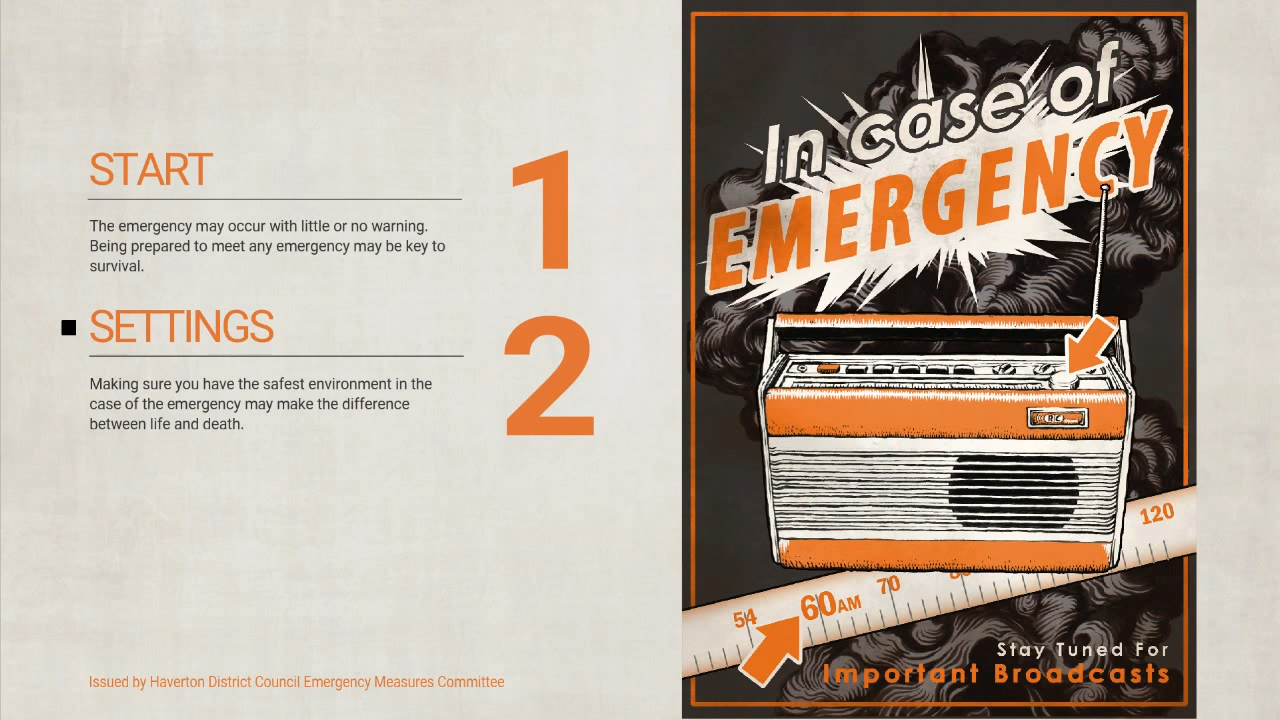 START
1
The emergency may occur with little or no warning.
Being prepared to meet any emergency may be key to
survival.
SETTINGS
2
Making sure you have the safest environment in the
case of the emergency may make the difference
between life and death.
Issued by Haverton District Council Emergency Measures Committee
In case of
EMERGENCY
54
60AM
70
120
Stay Tuned For
Important Broadcasts